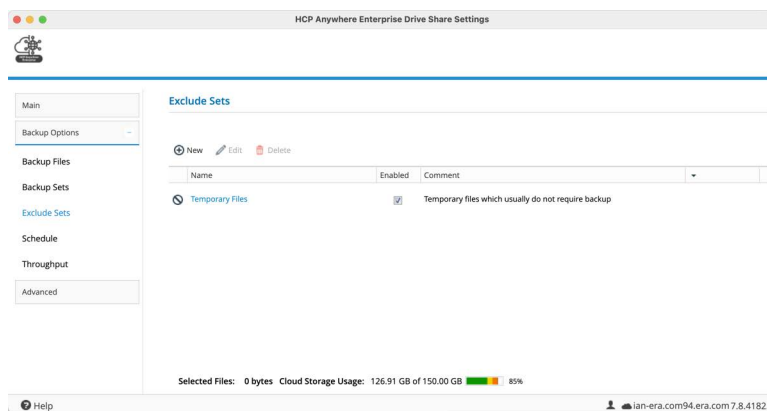 HCP Anywhere Enterprise Drive Share Settings
Main
Exclude Sets
Backup Options
New Edit Delete
Backup Files
Name Enabled Comment
Backup Sets
Temporary Files Temporary files which usually do not require backup
Exclude Sets
Schedule
Throughput
Advanced
Selected Files: 0 bytes Cloud Storage Usage: 126.91 GB of 150.00 GB 85%
Help ian-era.com94.era.com 7.8.4182